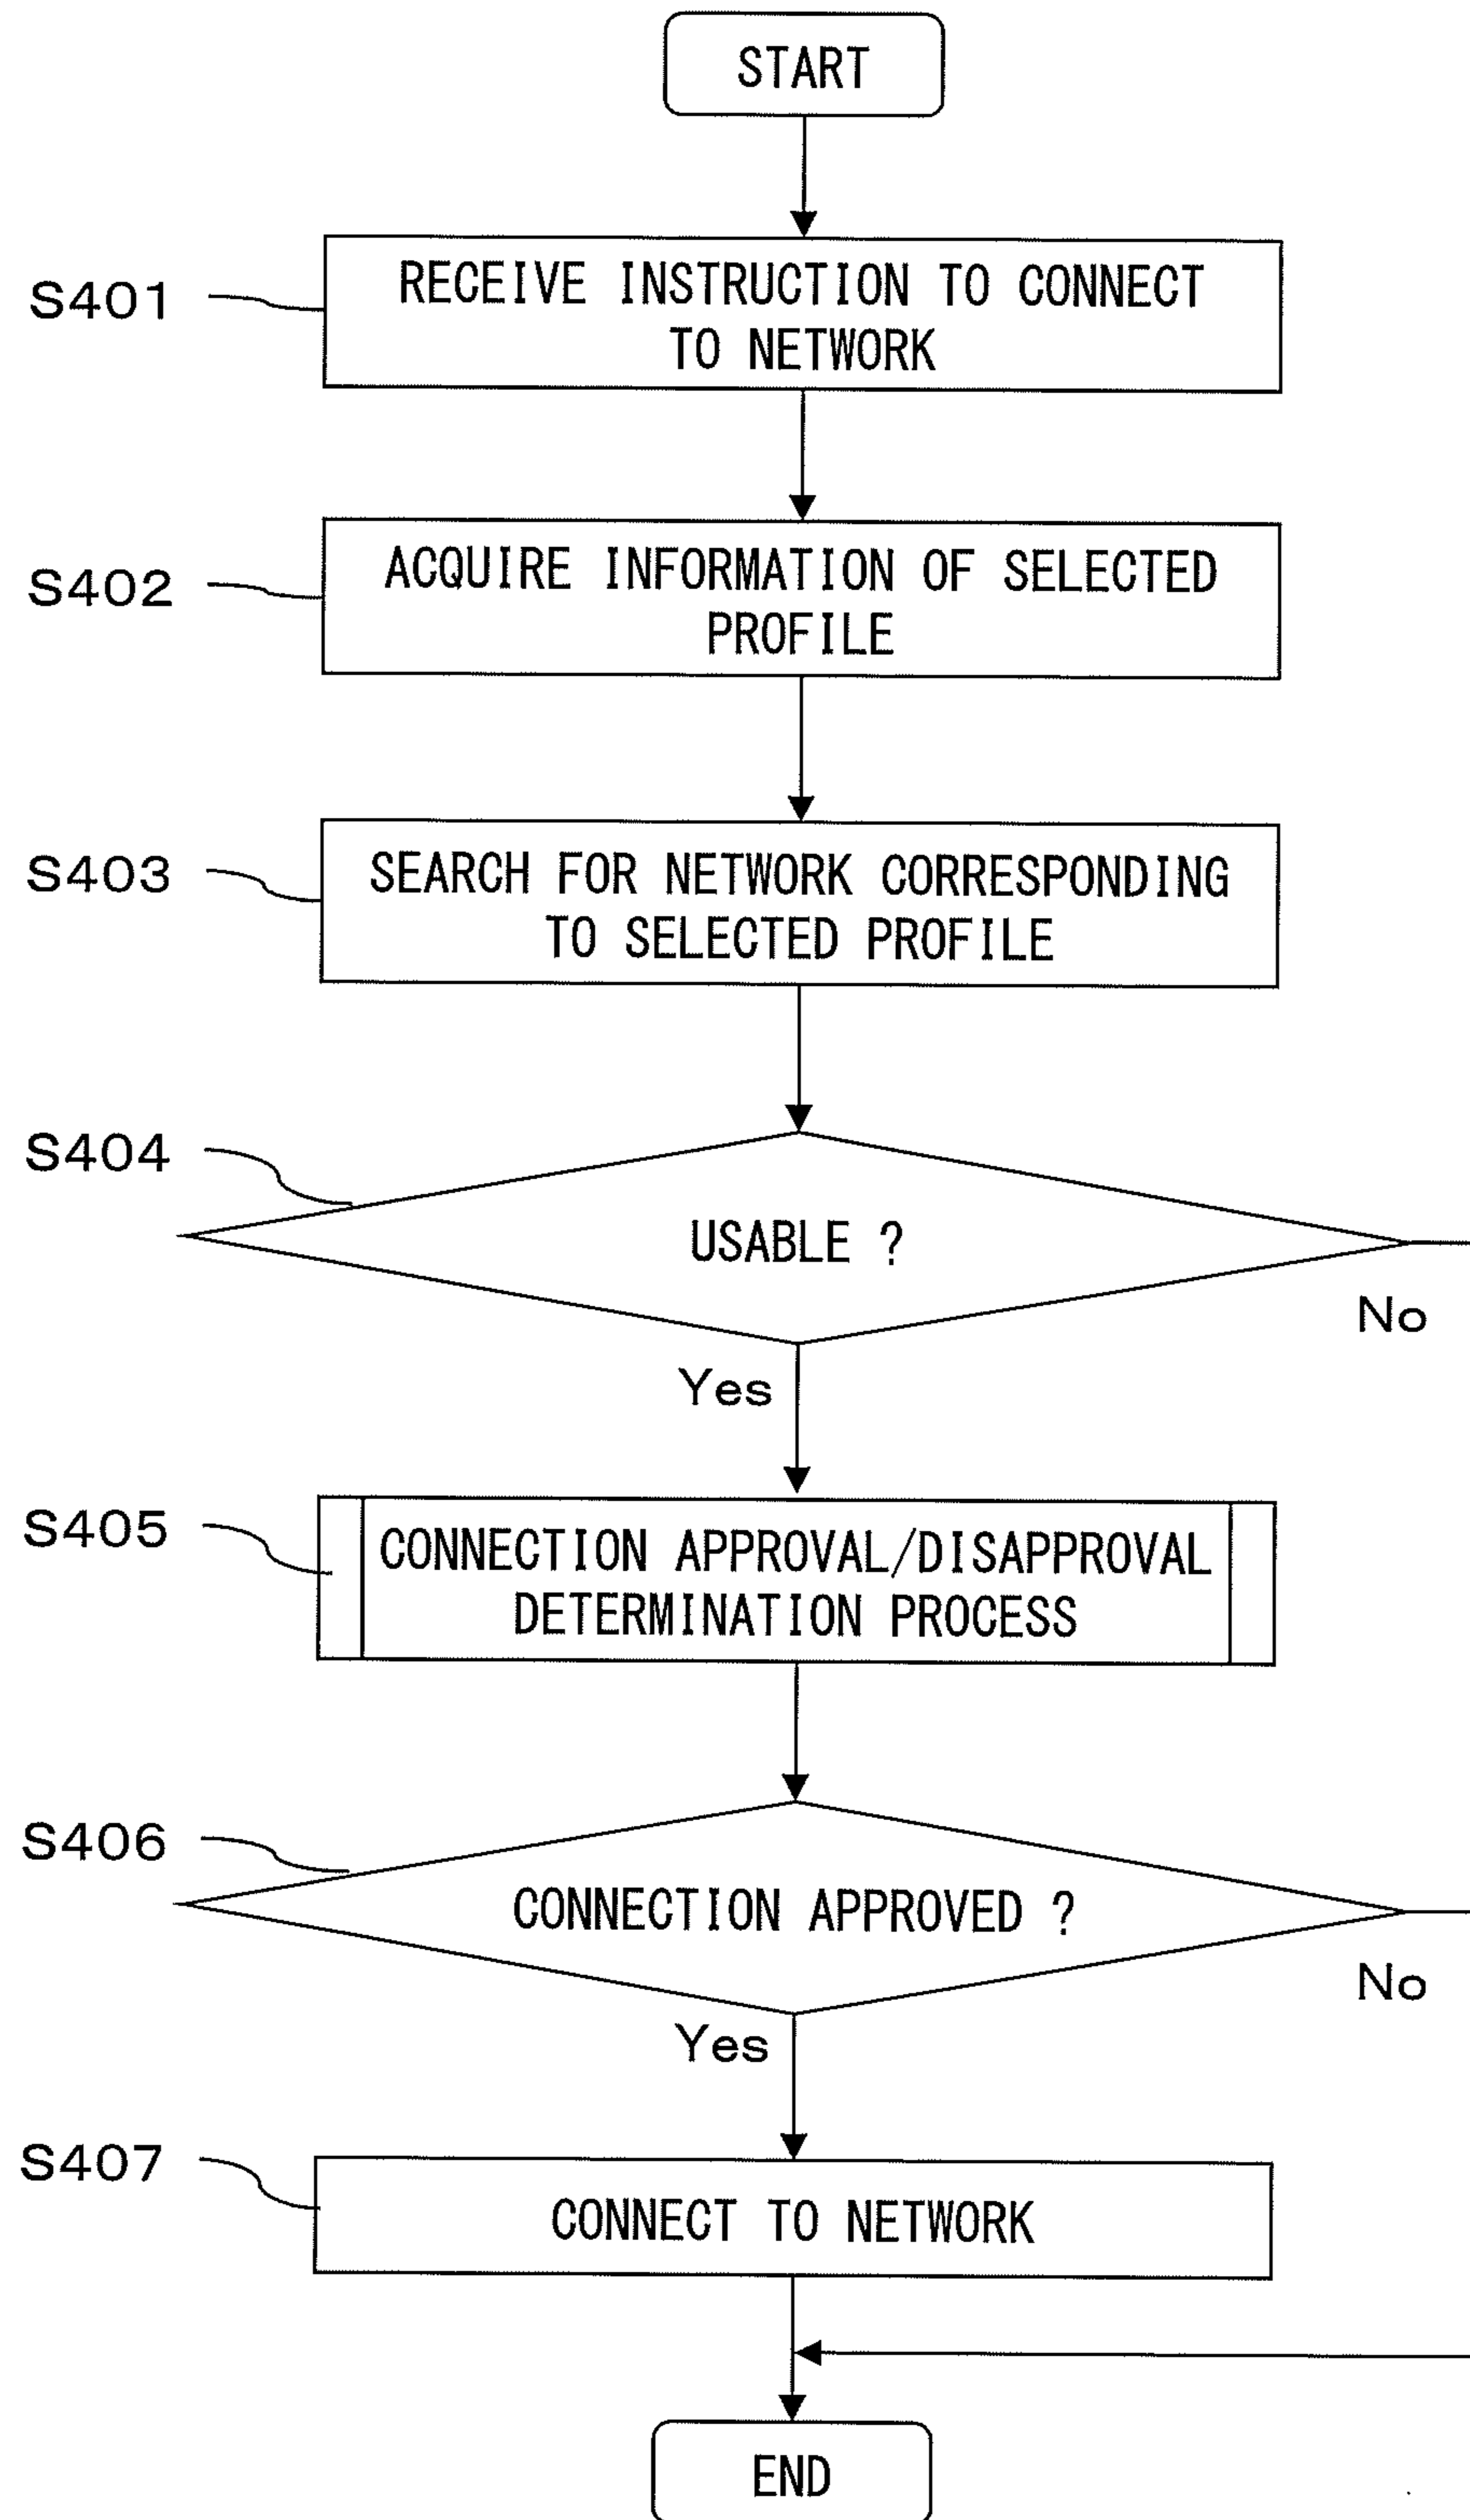 START
S401
RECEIVE INSTRUCTION TO CONNECT
TO NETWORK
S402
ACQUIRE INFORMATION OF SELECTED
PROFILE
S403
SEARCH FOR NETWORK CORRESPONDING
TO SELECTED PROFILE
S404
USABLE ?
No
Yes
S405
CONNECTION APPROVAL/DISAPPROVAL
DETERMINATION PROCESS
S406
CONNECTION APPROVED ?
No
Yes
S407
CONNECT TO NETWORK
END